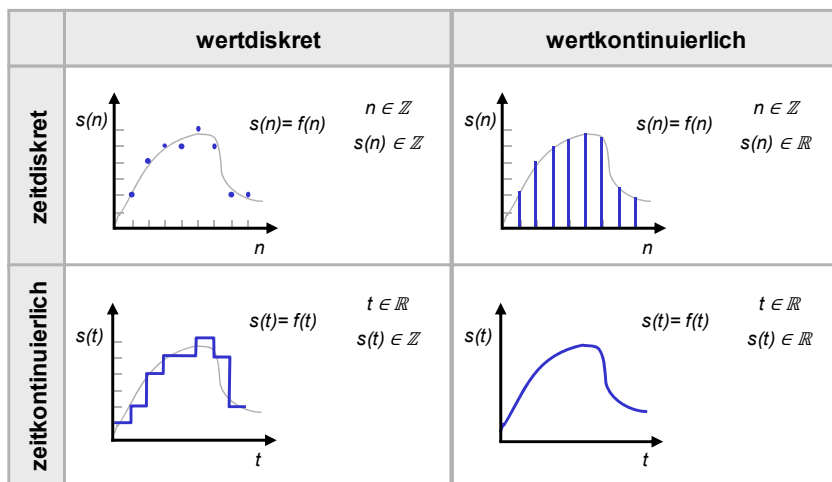 wertdiskret
wertkontinuierlich
zeitdiskret
s(n)
s(n)= f(n)
n ∈ ℤ
s(n) ∈ ℤ
n
s(n)
s(n)= f(n)
n ∈ ℤ
s(n) ∈ ℝ
n
zeitkontinuierlich
s(t)
s(t)= f(t)
t ∈ ℝ
s(t) ∈ ℤ
t
s(t)
s(t)= f(t)
t ∈ ℝ
s(t) ∈ ℝ
t